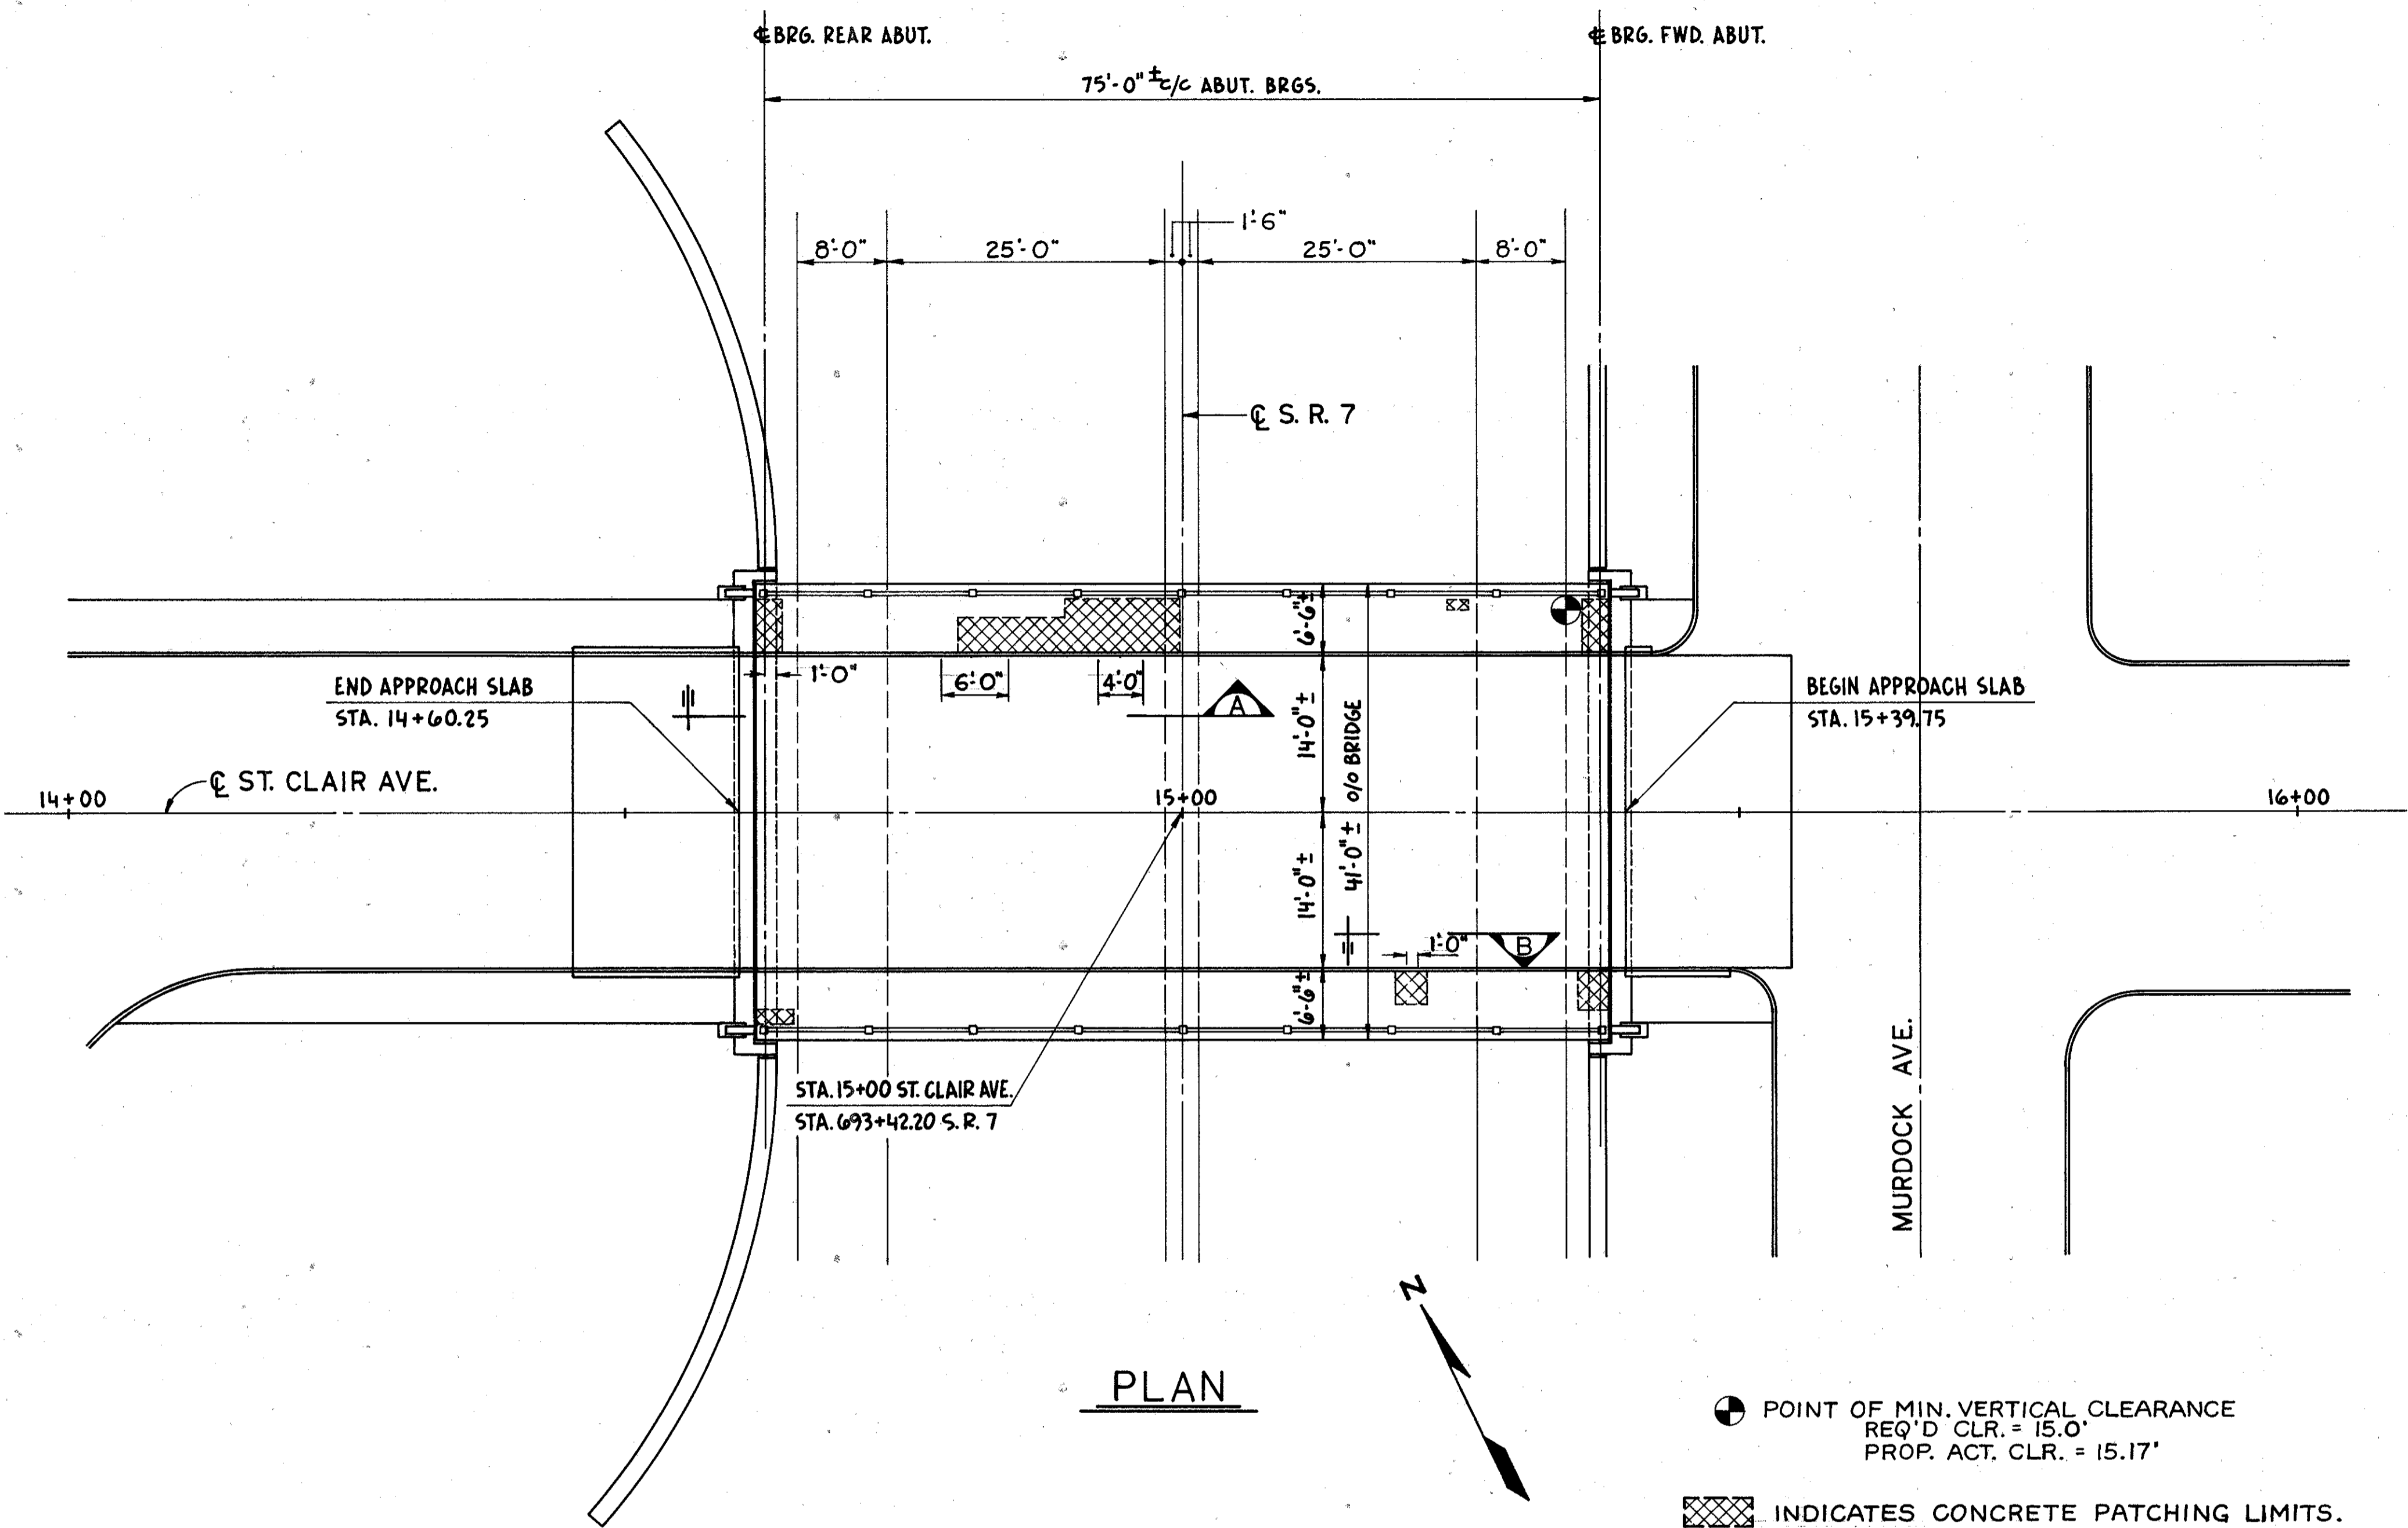 ℄ BRG. REAR ABUT.
℄ BRG. FWD. ABUT.
75'-0" ± c/c ABUT. BRGS.
1'-6"
8'-0"
25'-0"
25'-0"
8'-0"
℄ S. R. 7
6'-6"±
1'-0"
6'-0"
4'-0"
A
END APPROACH SLAB
STA. 14+60.25
BEGIN APPROACH SLAB
STA. 15+39.75
14'-0"±
41'-0"± O/O BRIDGE
℄ ST. CLAIR AVE.
14+00
15+00
16+00
14'-0"±
1'-0"
B
6'-6"±
STA. 15+00 ST. CLAIR AVE.
STA. 693+42.20 S. R. 7
MURDOCK AVE.
N
PLAN
POINT OF MIN. VERTICAL CLEARANCE
REQ'D CLR. = 15.0'
PROP. ACT. CLR. = 15.17'
INDICATES CONCRETE PATCHING LIMITS.